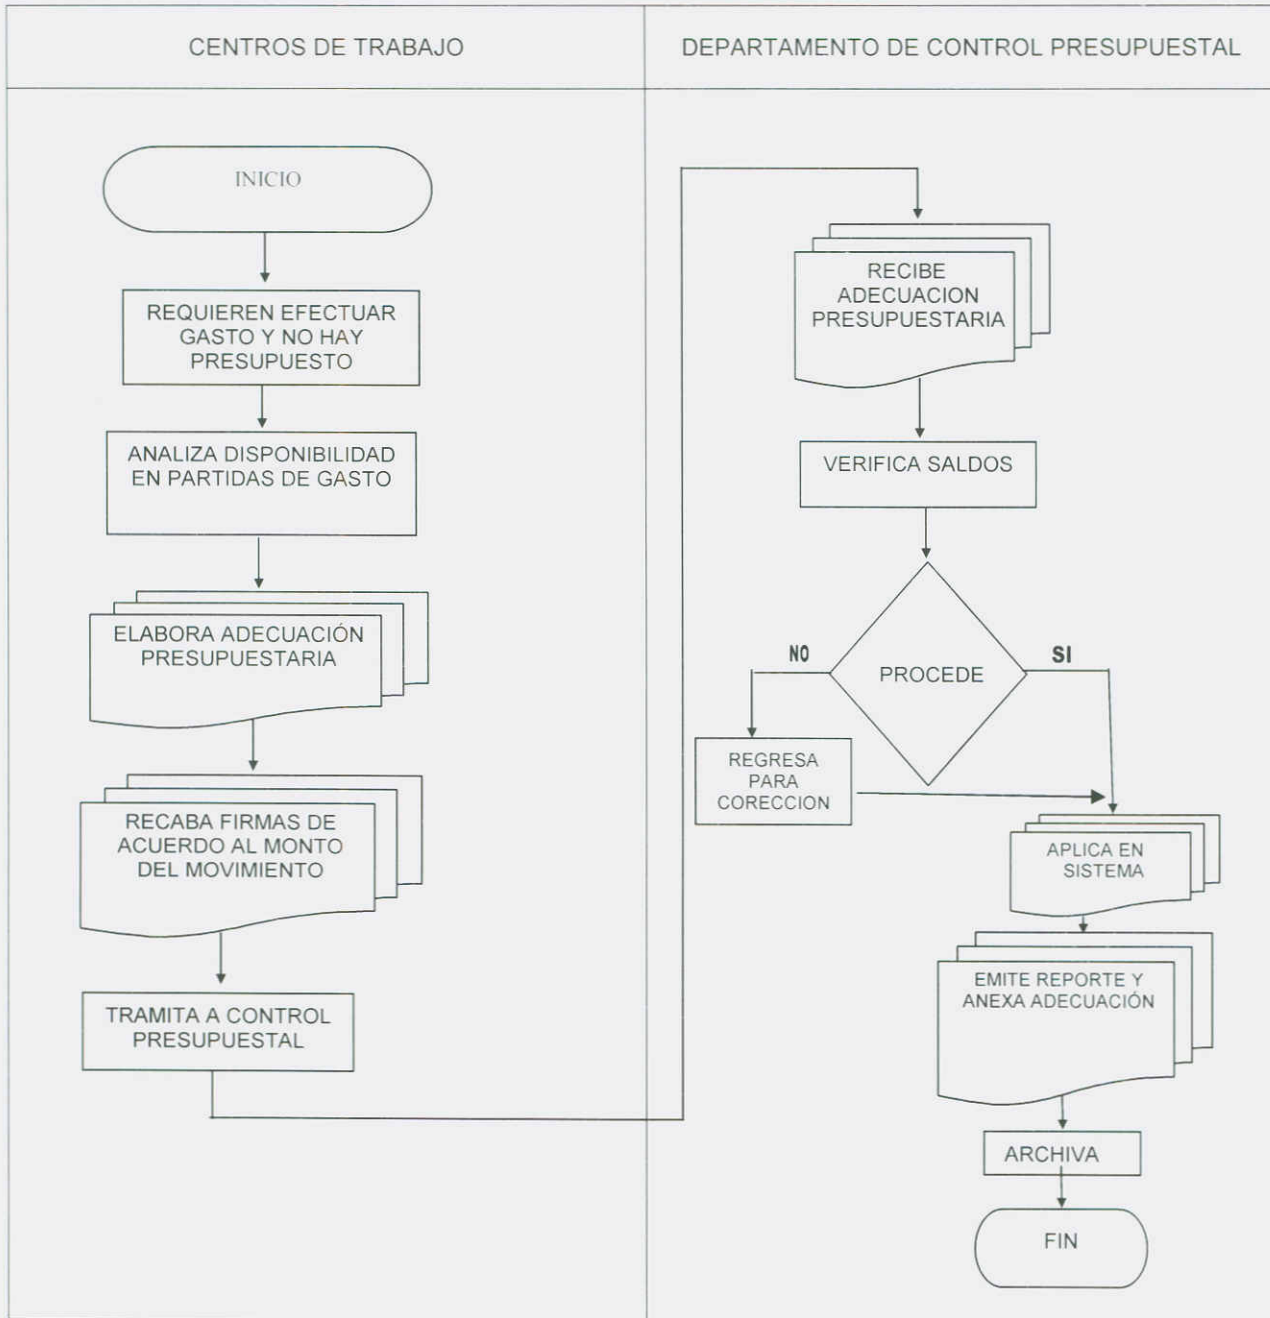 CENTROS DE TRABAJO
DEPARTAMENTO DE CONTROL PRESUPUESTAL
INICIO
REQUIEREN EFECTUAR
GASTO Y NO HAY
PRESUPUESTO
ANALIZA DISPONIBILIDAD
EN PARTIDAS DE GASTO
ELABORA ADECUACIÓN
PRESUPUESTARIA
RECABA FIRMAS DE
ACUERDO AL MONTO
DEL MOVIMIENTO
TRAMITA A CONTROL
PRESUPUESTAL
RECIBE
ADECUACION
PRESUPUESTARIA
VERIFICA SALDOS
PROCEDE
NO
SI
REGRESA
PARA
CORECCION
APLICA EN
SISTEMA
EMITE REPORTE Y
ANEXA ADECUACIÓN
ARCHIVA
FIN